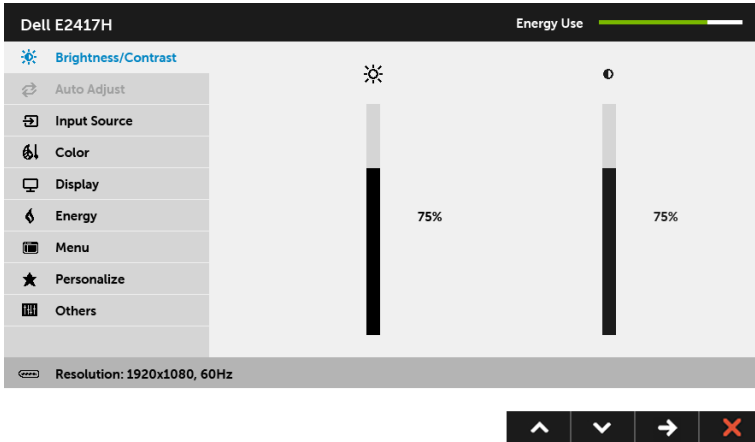 Dell E2417H
Energy Use
Brightness/Contrast
Auto Adjust
Input Source
Color
Display
Energy
Menu
Personalize
Others
75%
75%
Resolution: 1920x1080, 60Hz